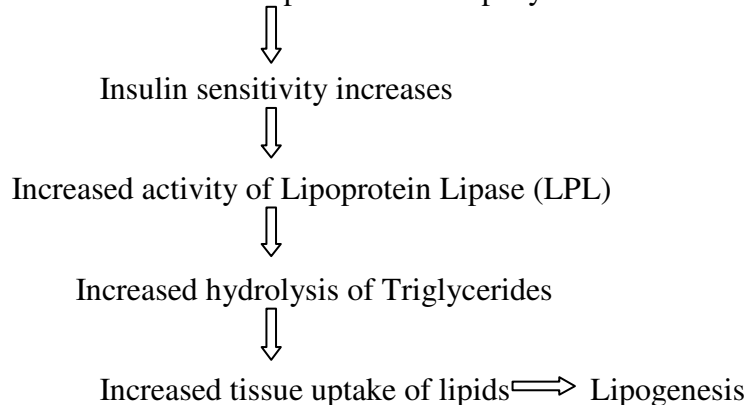 Insulin sensitivity increases
Increased activity of Lipoprotein Lipase (LPL)
Increased hydrolysis of Triglycerides
Increased tissue uptake of lipids Lipogenesis